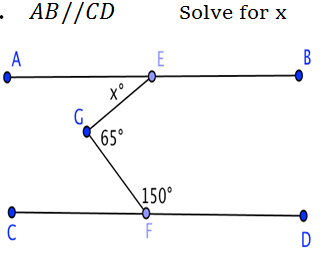 . AB//CD Solve for x
A E B
x°
G 65°
150°
C F D